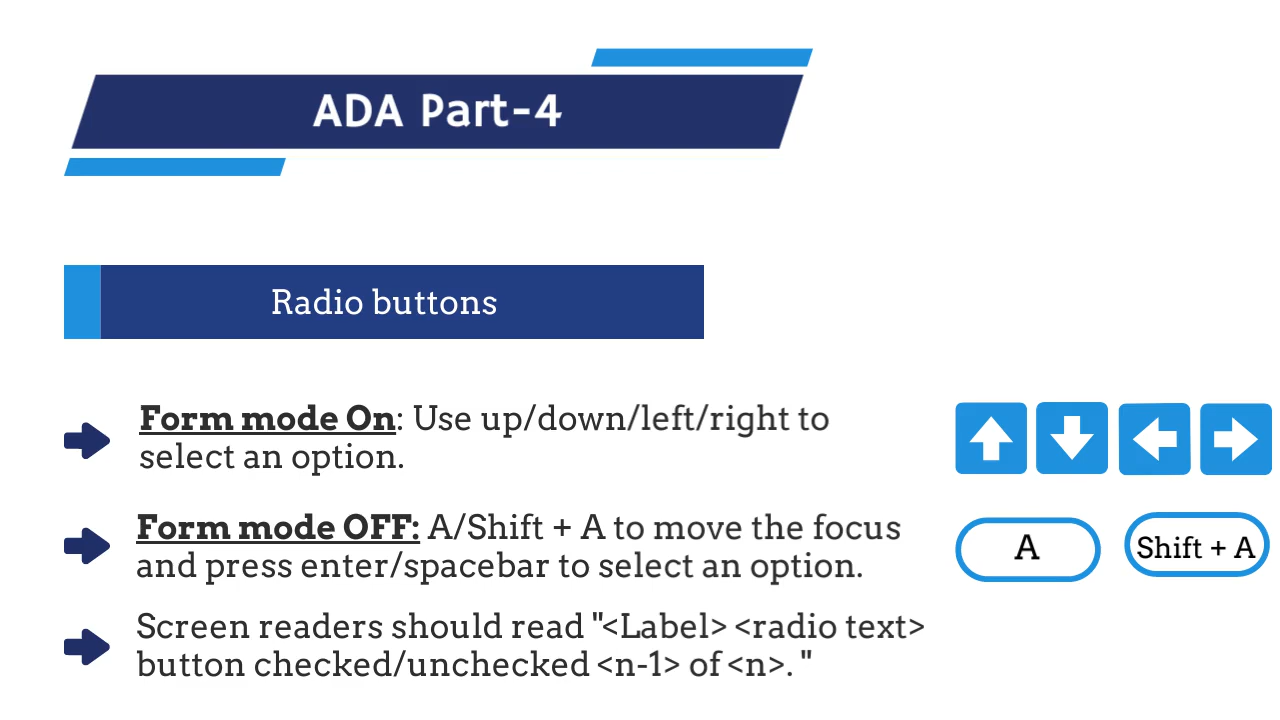 ADA Part-4
Radio buttons
Form mode On: Use up/down/left/right to
select an option.
Form mode OFF: A/Shift + A to move the focus
and press enter/spacebar to select an option.
A
Shift + A
Screen readers should read "<Label> <radio text>
button checked/unchecked <n-1> of <n>. "